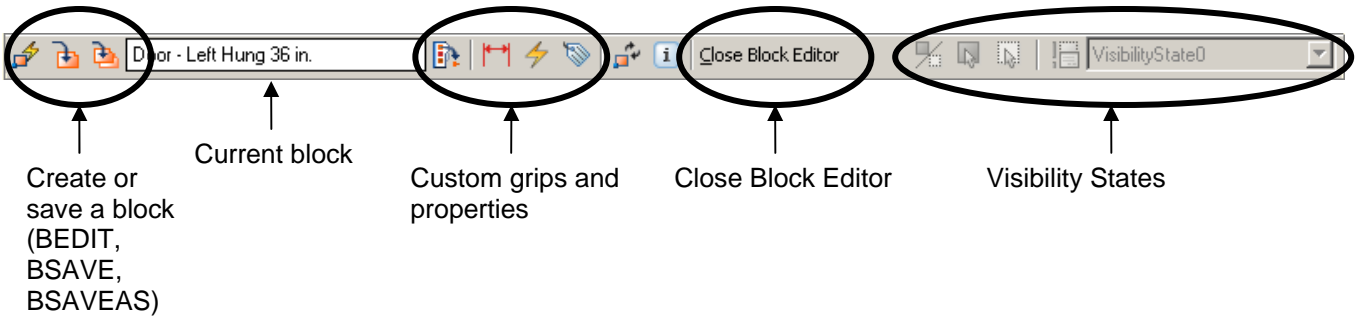 Door - Left Hung 36 in.
Close Block Editor
VisibilityState0
Current block
Create or
save a block
(BEDIT,
BSAVE,
BSAVEAS)
Custom grips and
properties
Close Block Editor
Visibility States